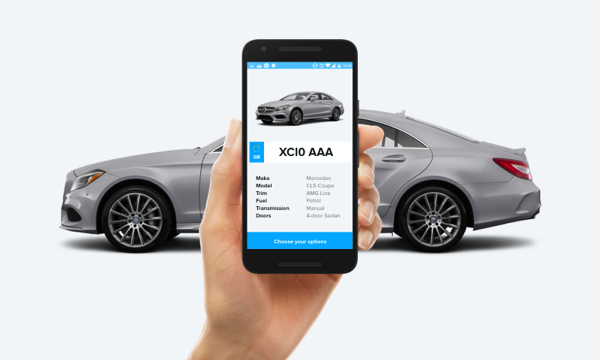 GB
XCI0 AAA
Make Mercedes
Model CLS Coupe
Trim AMG Line
Fuel Petrol
Transmission Manual
Doors 4-door Sedan
Choose your options